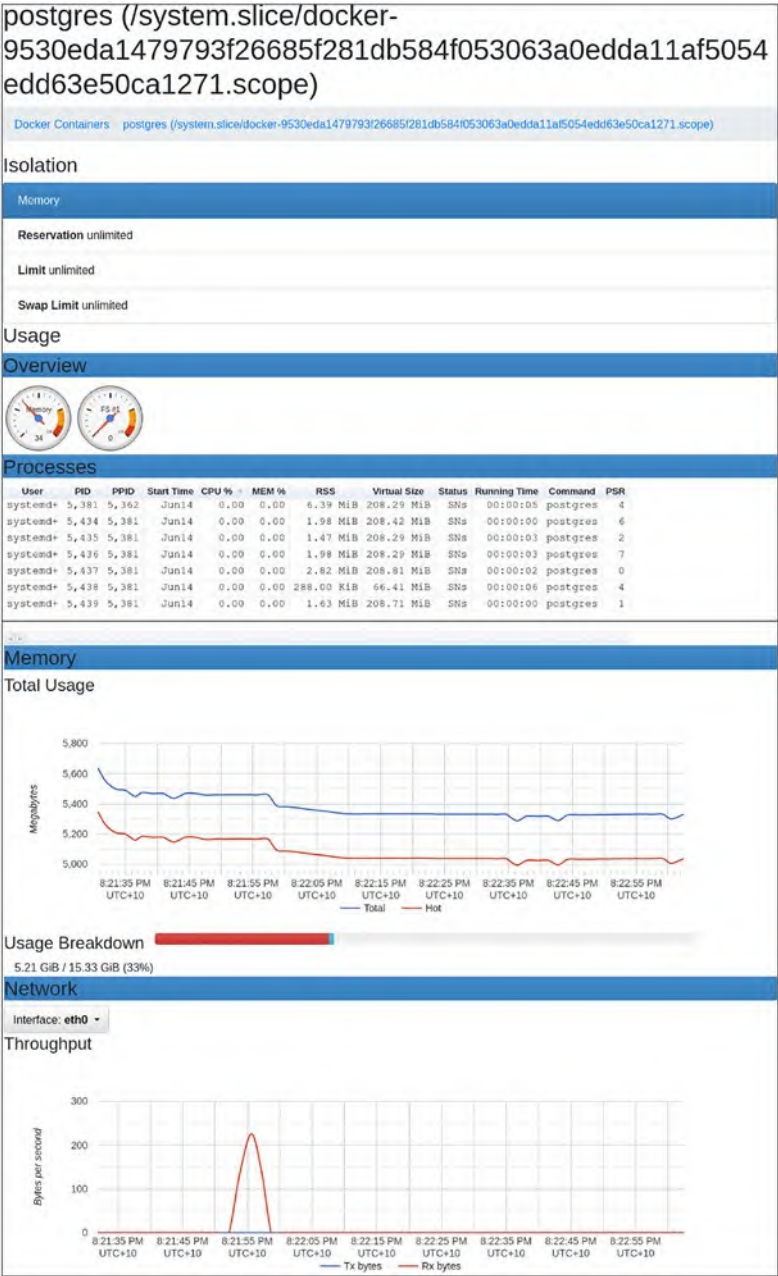 postgres (/system.slice/docker-
9530eda1479793f26685f281db584f053063a0edda11af5054
edd63e50ca1271.scope)
Docker Containers postgres (/system.slice/docker-9530eda1479793f26685f281db584f053063a0edda11af5054edd63e50ca1271.scope)
Isolation
Memory
Reservation unlimited
Limit unlimited
Swap Limit unlimited
Usage
Overview
Memory FS #1
34 0
Processes
User PID PPID Start Time CPU % MEM % RSS Virtual Size Status Running Time Command PSR
systemd+ 5,381 5,362 Jun14 0.00 0.00 6.39 MiB 208.29 MiB SNs 00:00:05 postgres 4
systemd+ 5,434 5,381 Jun14 0.00 0.00 1.98 MiB 208.42 MiB SNs 00:00:00 postgres 6
systemd+ 5,435 5,381 Jun14 0.00 0.00 1.47 MiB 208.29 MiB SNs 00:00:03 postgres 2
systemd+ 5,436 5,381 Jun14 0.00 0.00 1.98 MiB 208.29 MiB SNs 00:00:03 postgres 7
systemd+ 5,437 5,381 Jun14 0.00 0.00 2.82 MiB 208.81 MiB SNs 00:00:02 postgres 0
systemd+ 5,438 5,381 Jun14 0.00 0.00 288.00 KiB 66.41 MiB SNs 00:00:06 postgres 4
systemd+ 5,439 5,381 Jun14 0.00 0.00 1.63 MiB 208.71 MiB SNs 00:00:00 postgres 1
Memory
Total Usage
Megabytes
5,800
5,600
5,400
5,200
5,000
8:21:35 PM 8:21:45 PM 8:21:55 PM 8:22:05 PM 8:22:15 PM 8:22:25 PM 8:22:35 PM 8:22:45 PM 8:22:55 PM
UTC+10 UTC+10 UTC+10 UTC+10 UTC+10 UTC+10 UTC+10 UTC+10 UTC+10
Total Hot
Usage Breakdown
5.21 GiB / 15.33 GiB (33%)
Network
Interface: eth0
Throughput
Bytes per second
300
200
100
0
8:21:35 PM 8:21:45 PM 8:21:55 PM 8:22:05 PM 8:22:15 PM 8:22:25 PM 8:22:35 PM 8:22:45 PM 8:22:55 PM
UTC+10 UTC+10 UTC+10 UTC+10 UTC+10 UTC+10 UTC+10 UTC+10 UTC+10
Tx bytes Rx bytes